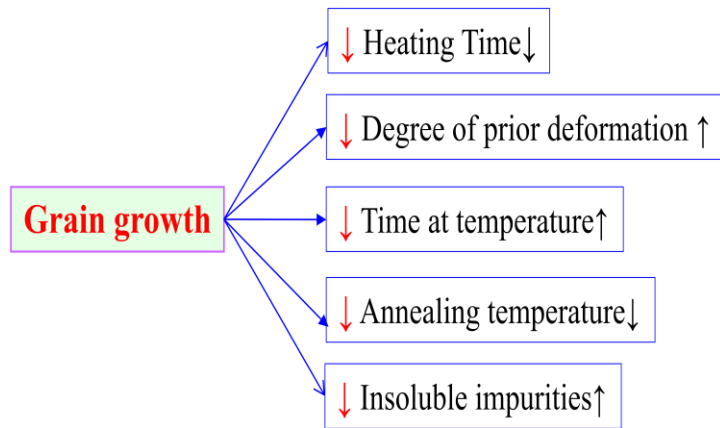 ↓ Heating Time↓
↓ Degree of prior deformation ↑
Grain growth
↓ Time at temperature↑
↓ Annealing temperature↓
↓ Insoluble impurities↑